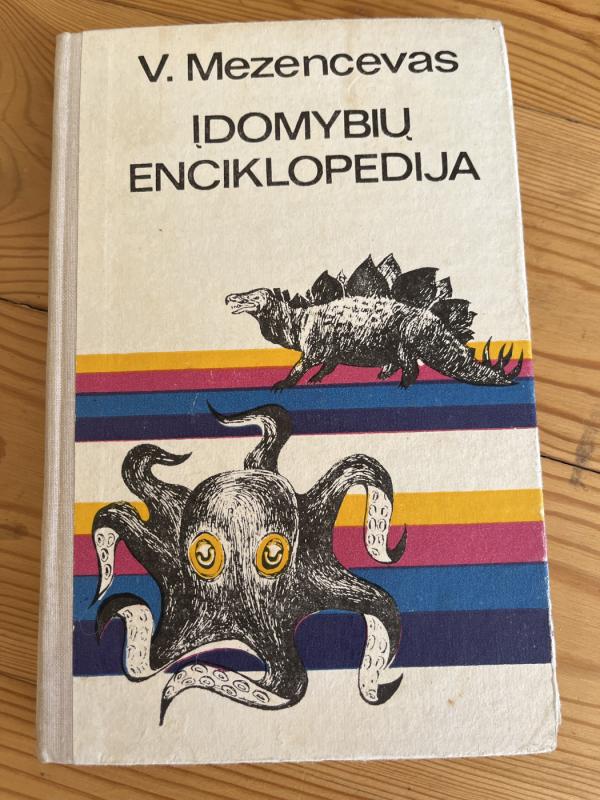 V. Mezencevas
ĮDOMYBIŲ
ENCIKLOPEDIJA